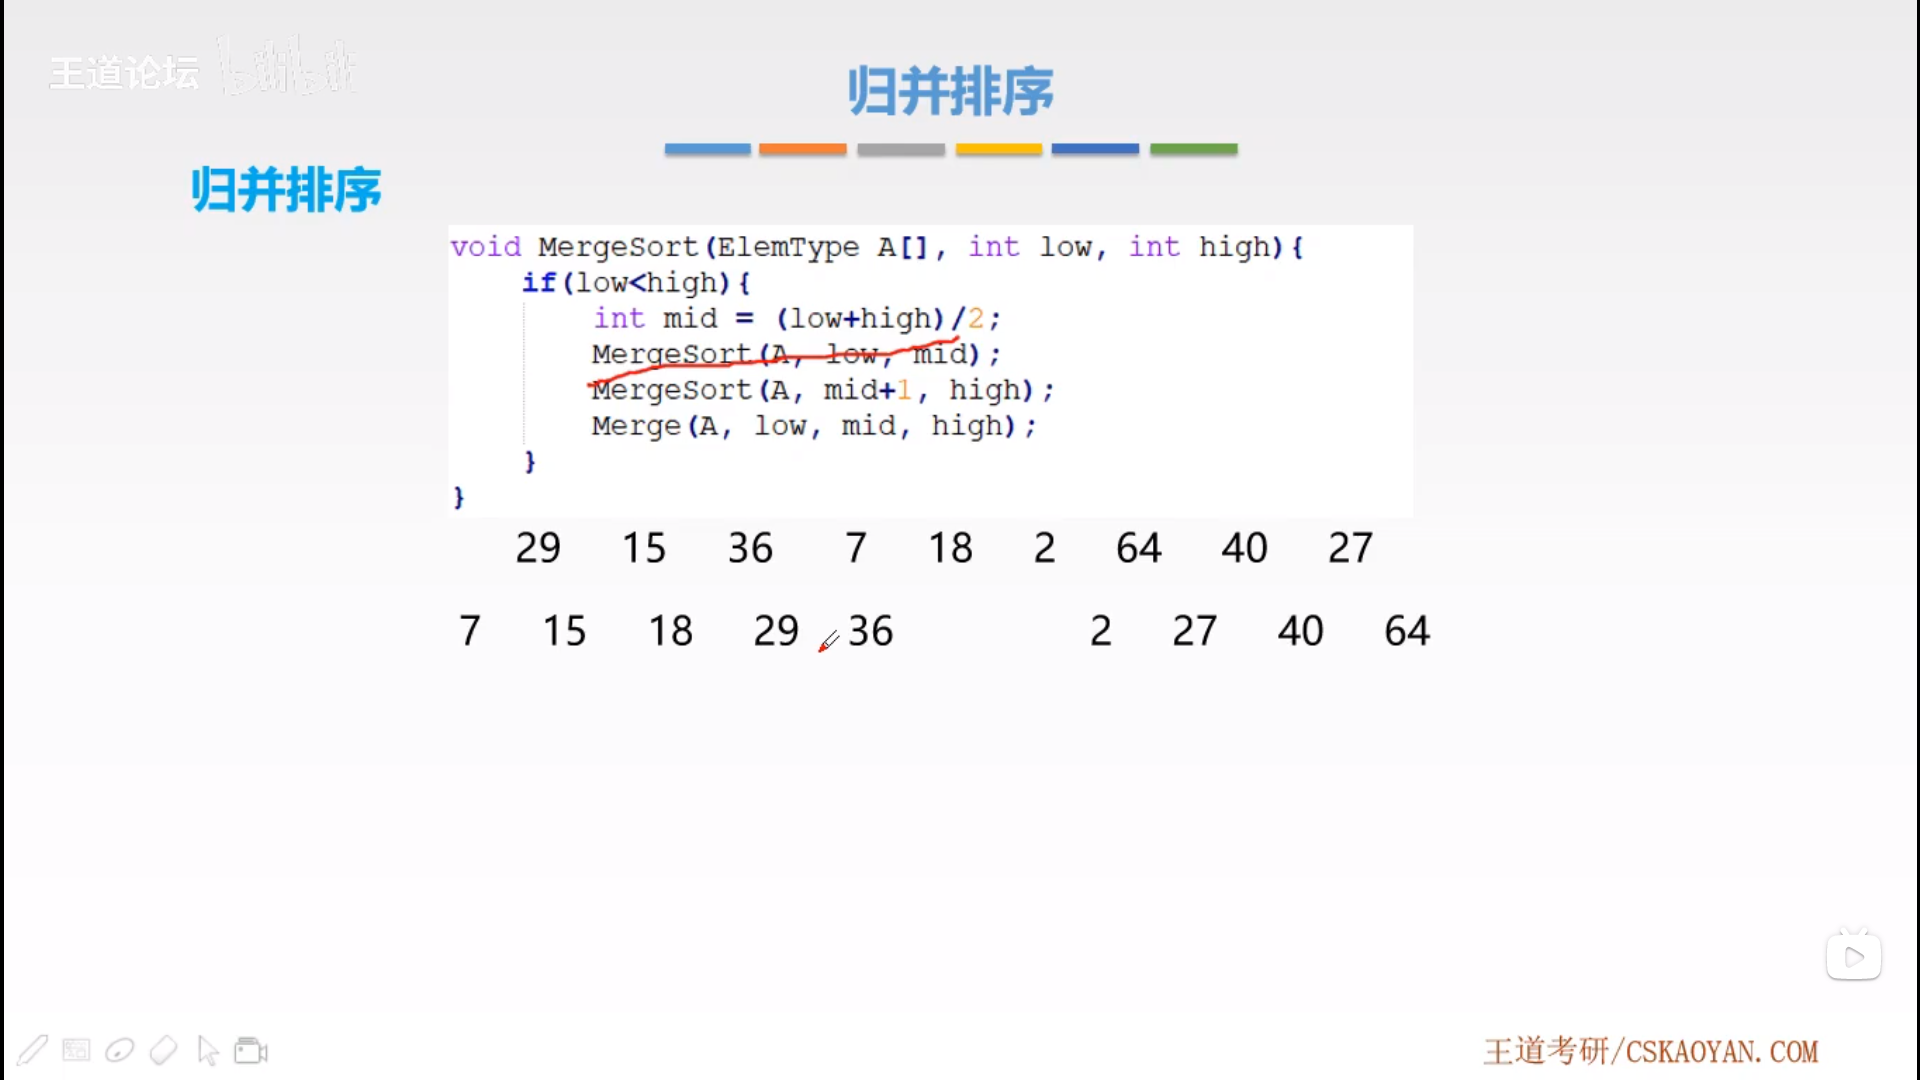 王道论坛 bilibili
归并排序
归并排序
void MergeSort(ElemType A[], int low, int high){
if(low<high){
int mid = (low+high)/2;
MergeSort(A, low, mid);
MergeSort(A, mid+1, high);
Merge(A, low, mid, high);
}
}
29 15 36 7 18 2 64 40 27
7 15 18 29 36 2 27 40 64
王道考研/CSKAOYAN.COM